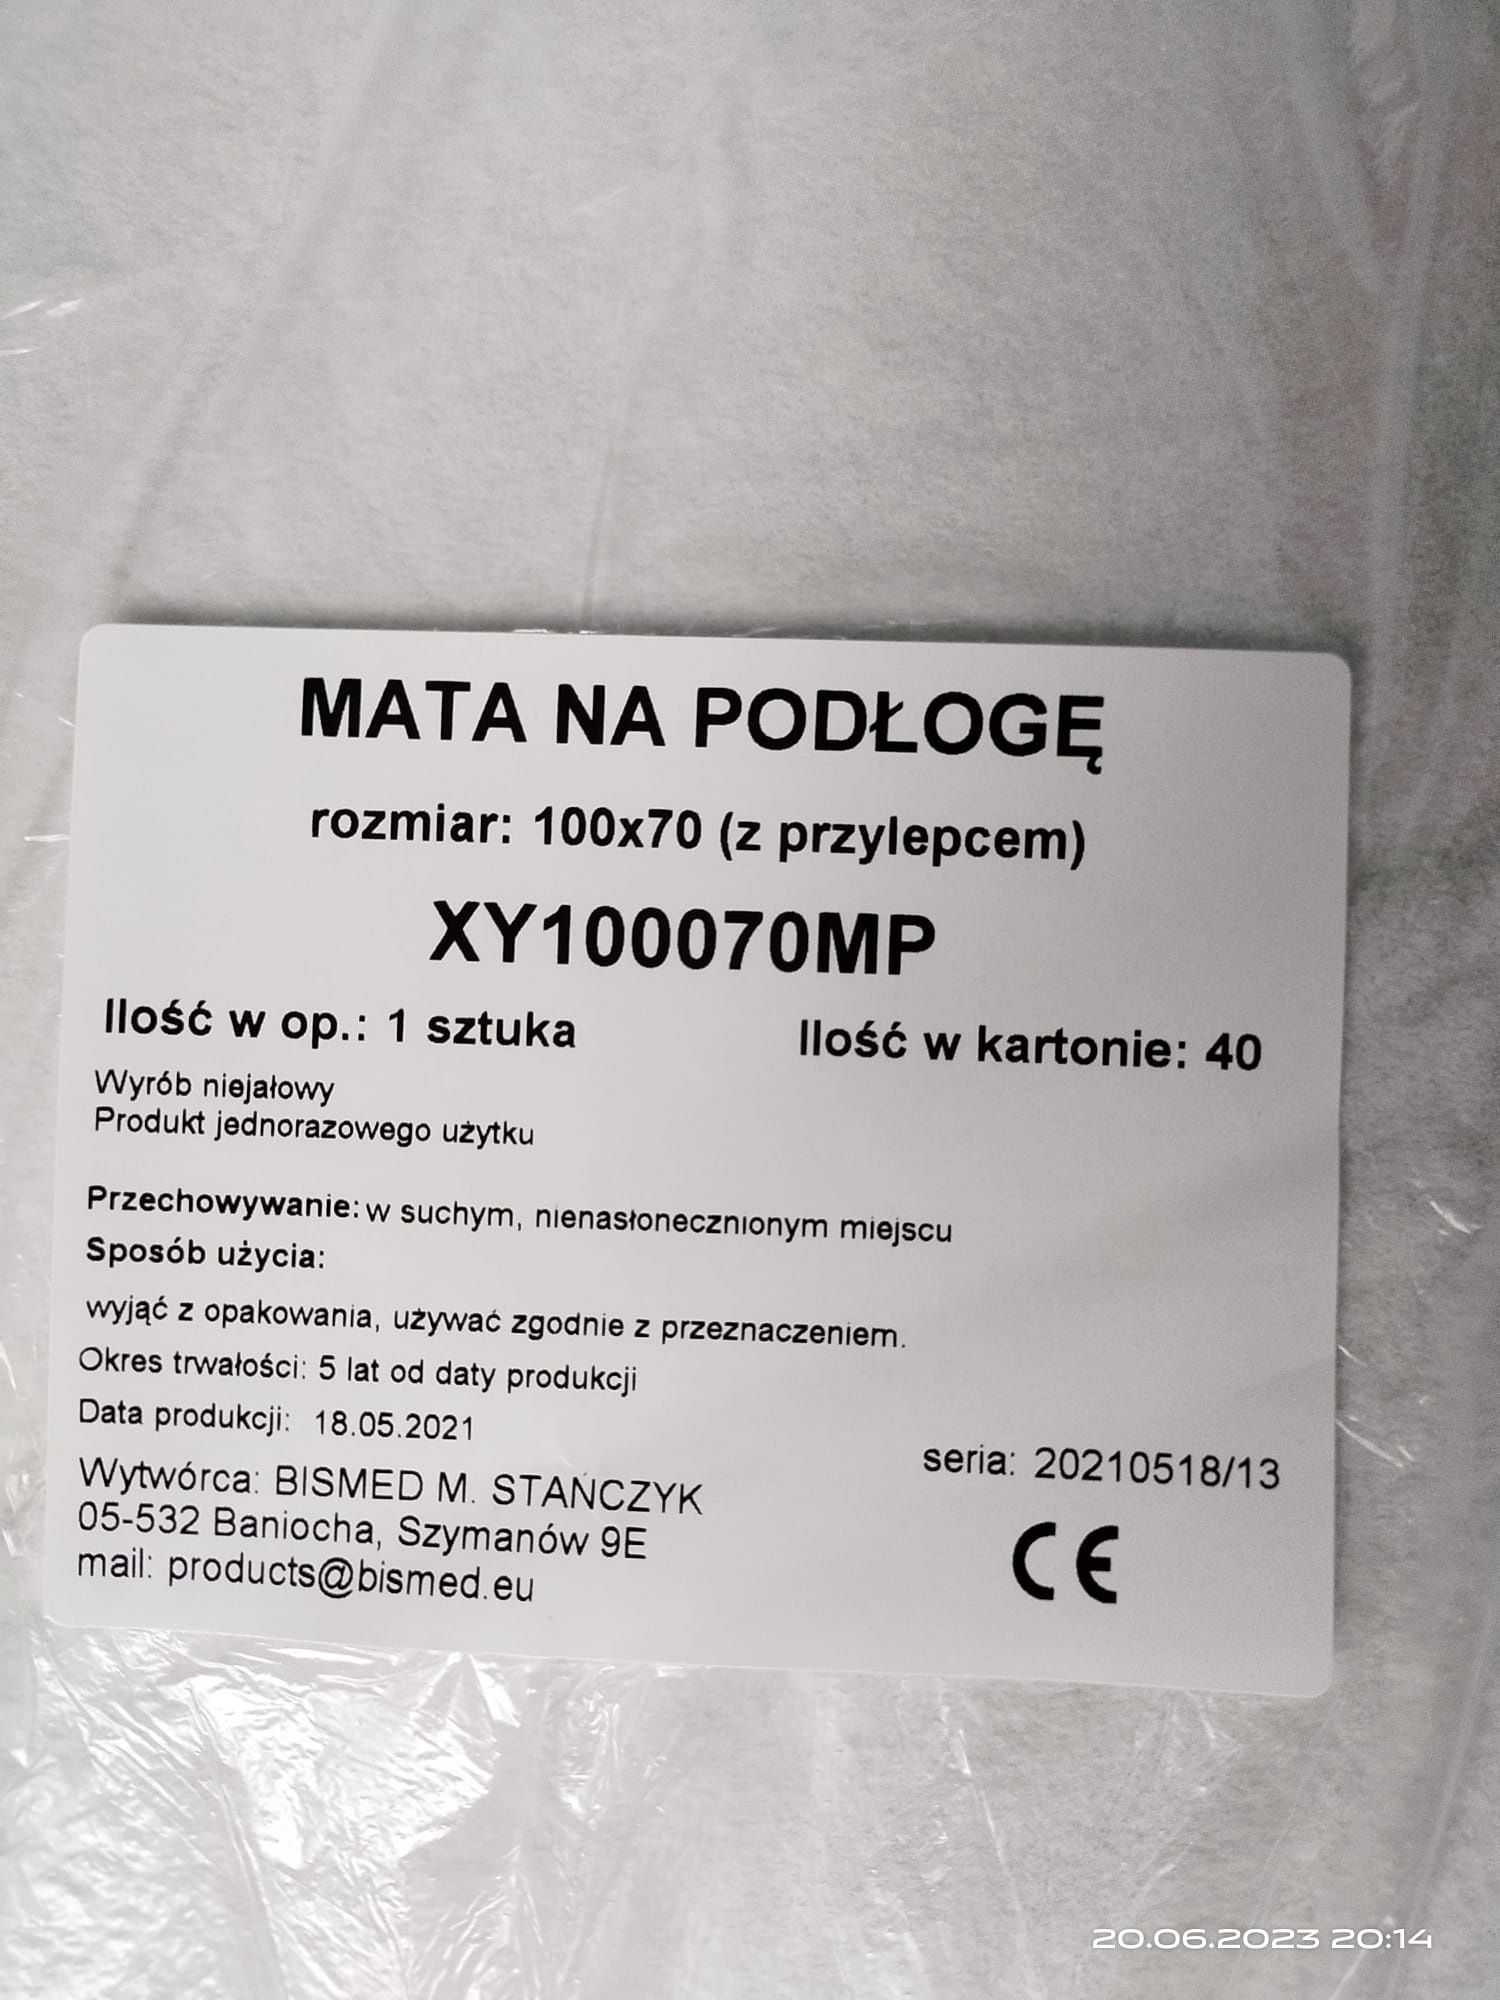 MATA NA PODŁOGĘ
rozmiar: 100x70 (z przylepcem)
XY100070MP
Ilość w op.: 1 sztuka
Ilość w kartonie: 40
Wyrób niejałowy
Produkt jednorazowego użytku
Przechowywanie: w suchym, nienasłonecznionym miejscu
Sposób użycia:
wyjąć z opakowania, używać zgodnie z przeznaczeniem.
Okres trwałości: 5 lat od daty produkcji
Data produkcji: 18.05.2021
seria: 20210518/13
Wytwórca: BISMED M. STAŃCZYK
05-532 Baniocha, Szymanów 9E
mail: products@bismed.eu
CE
20.06.2023 20:14